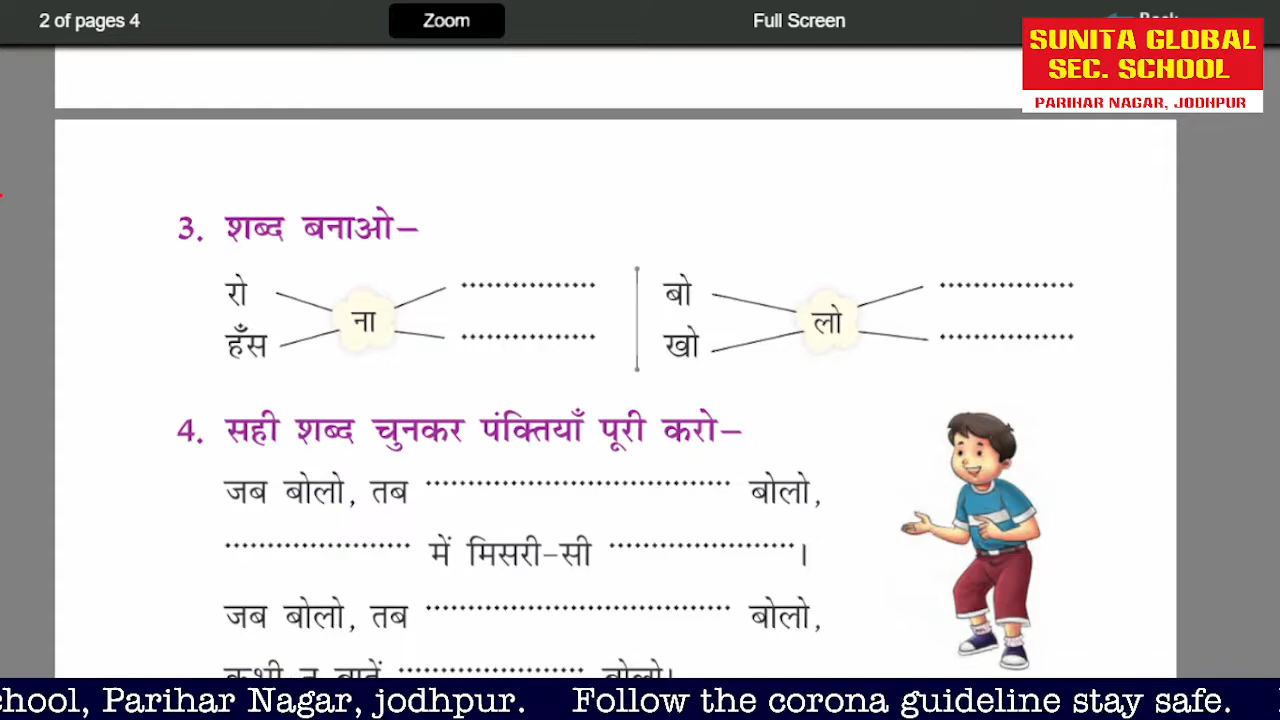 2 of pages 4 Zoom Full Screen
SUNITA GLOBAL
SEC. SCHOOL
PARIHAR NAGAR, JODHPUR
3. शब्द बनाओ–
रो ना ................ बो लो ................
हँस ................ खो ................
4. सही शब्द चुनकर पंक्तियाँ पूरी करो–
जब बोलो, तब .................................... बोलो,
...................... में मिसरी-सी ...................... ।
जब बोलो, तब .................................... बोलो,
कभी न बातें ...................... बोलो।
chool, Parihar Nagar, jodhpur. Follow the corona guideline stay safe.